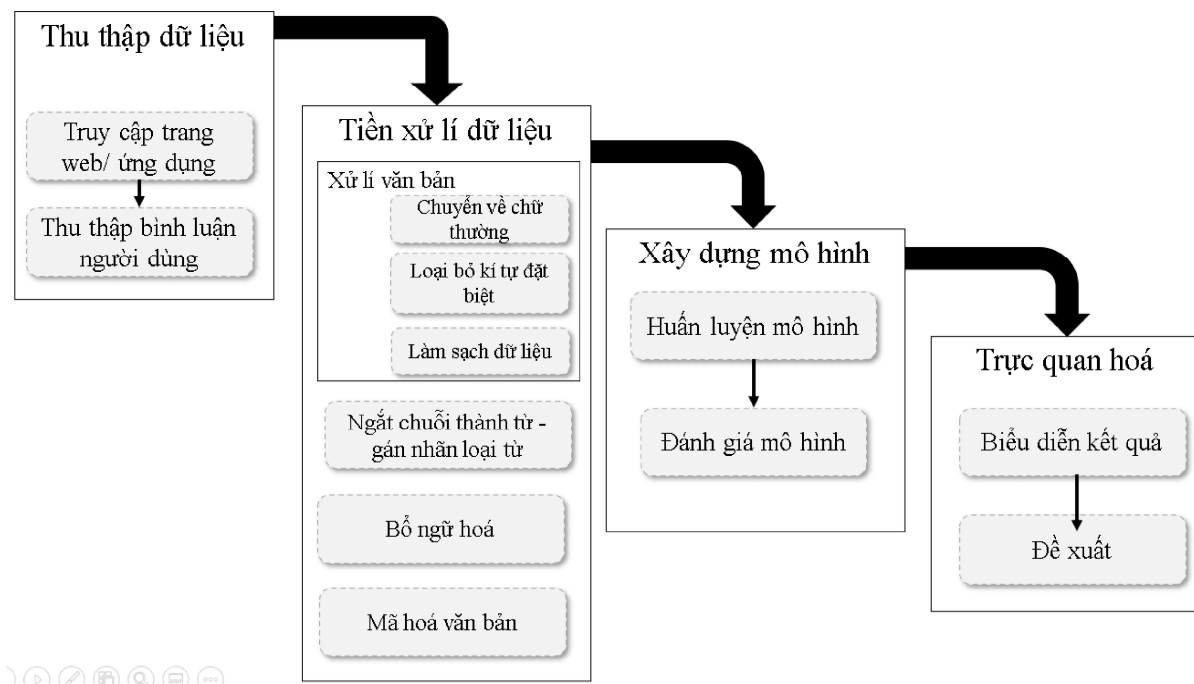 Thu thập dữ liệu
Truy cập trang
web/ ứng dụng
Thu thập bình luận
người dùng
Tiền xử lí dữ liệu
Xử lí văn bản
Chuyển về chữ
thường
Loại bỏ kí tự đặt
biệt
Làm sạch dữ liệu
Ngắt chuỗi thành từ -
gán nhãn loại từ
Bổ ngữ hoá
Mã hoá văn bản
Xây dựng mô hình
Huấn luyện mô hình
Đánh giá mô hình
Trực quan hoá
Biểu diễn kết quả
Đề xuất